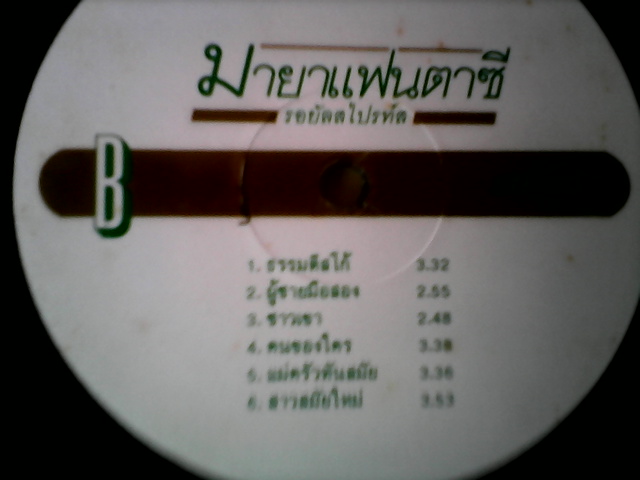 มายาแฟนตาซี
รอยัลสไปรท์ส
B
1. ธรรมดิสโก้ 3.32
2. ผู้ชายมือสอง 2.55
3. ชาวเขา 2.48
4. คนของใคร 3.38
5. แม่ครัวทันสมัย 3.36
6. สาวสมัยใหม่ 3.53